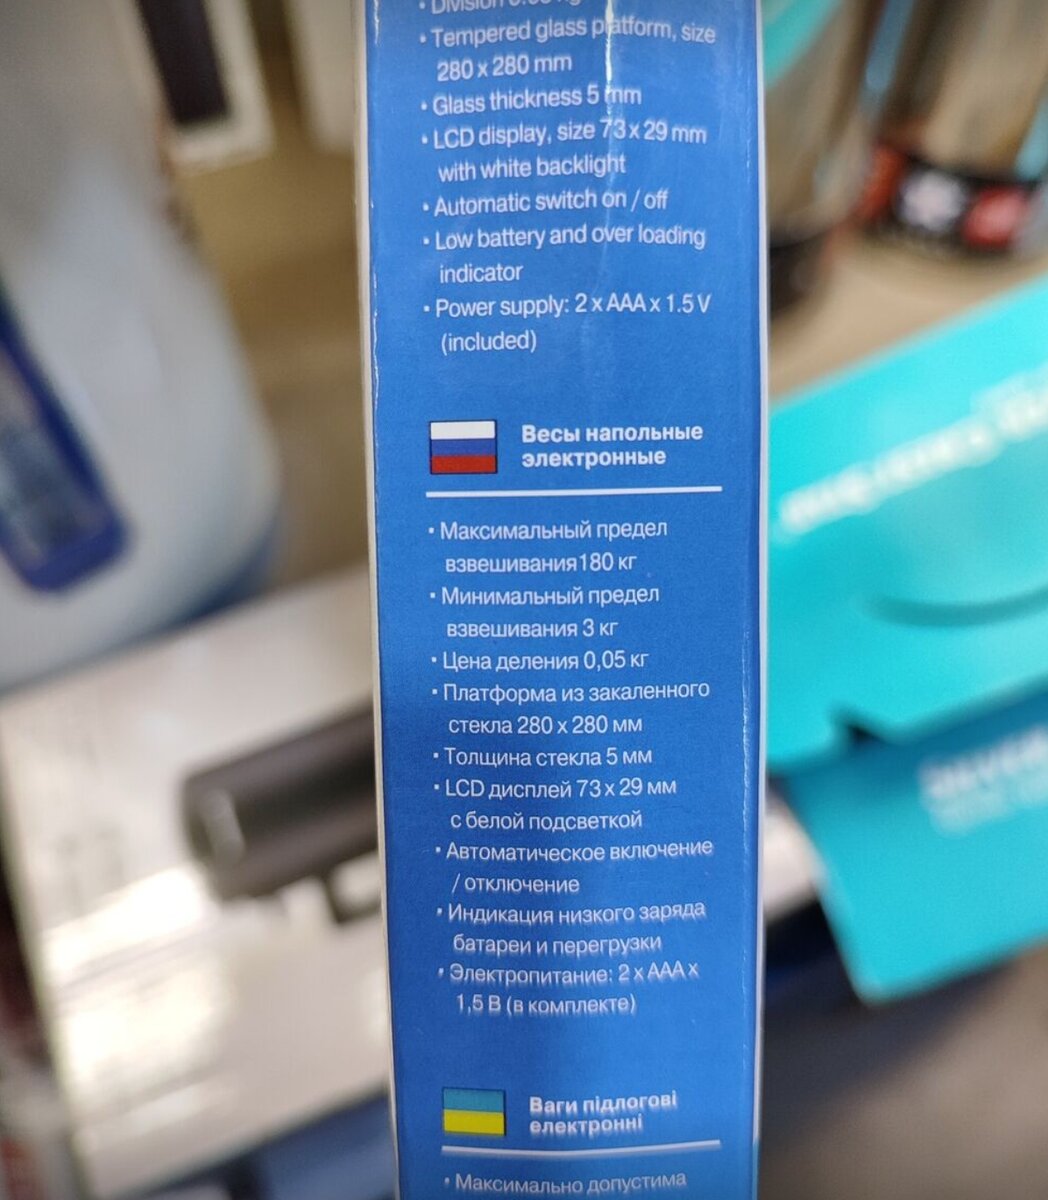 • Division
• Tempered glass platform, size
280 x 280 mm
• Glass thickness 5 mm
• LCD display, size 73 x 29 mm
with white backlight
• Automatic switch on / off
• Low battery and over loading
indicator
• Power supply: 2 x AAA x 1.5 V
(included)
Весы напольные
электронные
• Максимальный предел
взвешивания180 кг
• Минимальный предел
взвешивания 3 кг
• Цена деления 0,05 кг
• Платформа из закаленного
стекла 280 x 280 мм
• Толщина стекла 5 мм
• LCD дисплей 73 x 29 мм
с белой подсветкой
• Автоматическое включение
/ отключение
• Индикация низкого заряда
батареи и перегрузки
• Электропитание: 2 x AAA x
1,5 В (в комплекте)
Ваги підлогові
електронні
• Максимально допустима